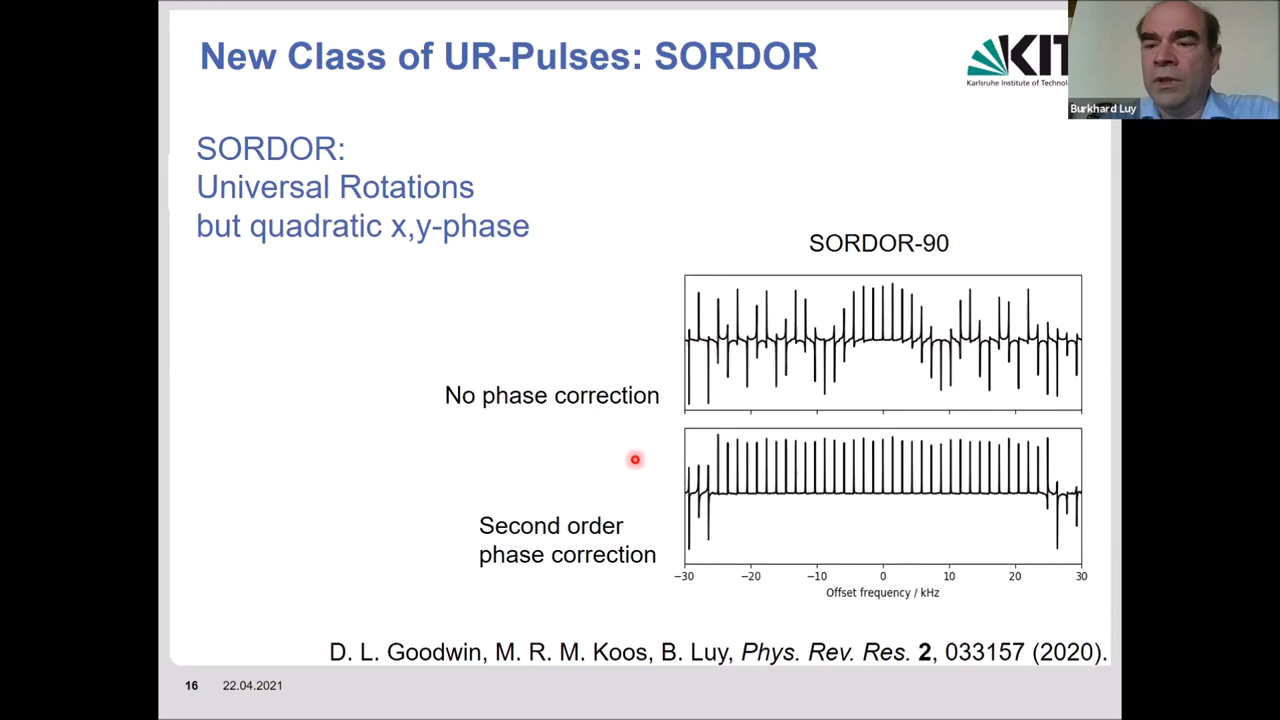 New Class of UR-Pulses: SORDOR
KIT
Karlsruhe Institute of
Burkhard Luy
SORDOR:
Universal Rotations
but quadratic x,y-phase
SORDOR-90
No phase correction
Second order
phase correction
−30 −20 −10 0 10 20 30
Offset frequency / kHz
D. L. Goodwin, M. R. M. Koos, B. Luy, Phys. Rev. Res. 2, 033157 (2020).
16 22.04.2021